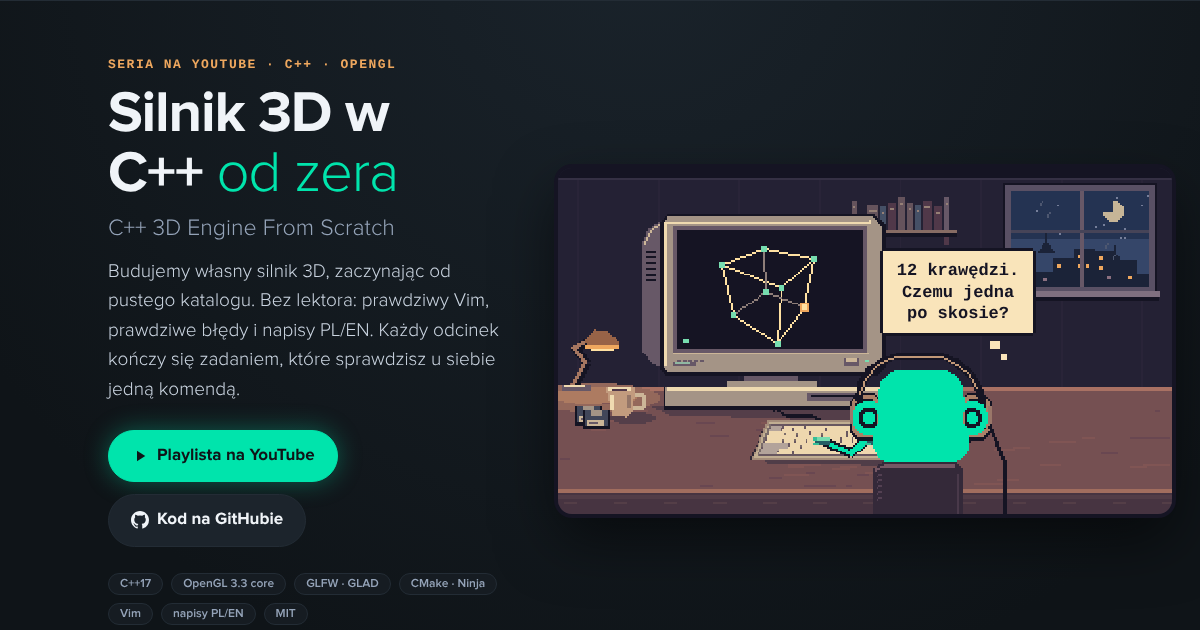 SERIA NA YOUTUBE · C++ · OPENGL
Silnik 3D w
C++ od zera
C++ 3D Engine From Scratch
Budujemy własny silnik 3D, zaczynając od
pustego katalogu. Bez lektora: prawdziwy Vim,
prawdziwe błędy i napisy PL/EN. Każdy odcinek
kończy się zadaniem, które sprawdzisz u siebie
jedną komendą.
Playlista na YouTube
Kod na GitHubie
C++17
OpenGL 3.3 core
GLFW · GLAD
CMake · Ninja
Vim
napisy PL/EN
MIT
12 krawędzi.
Czemu jedna
po skosie?